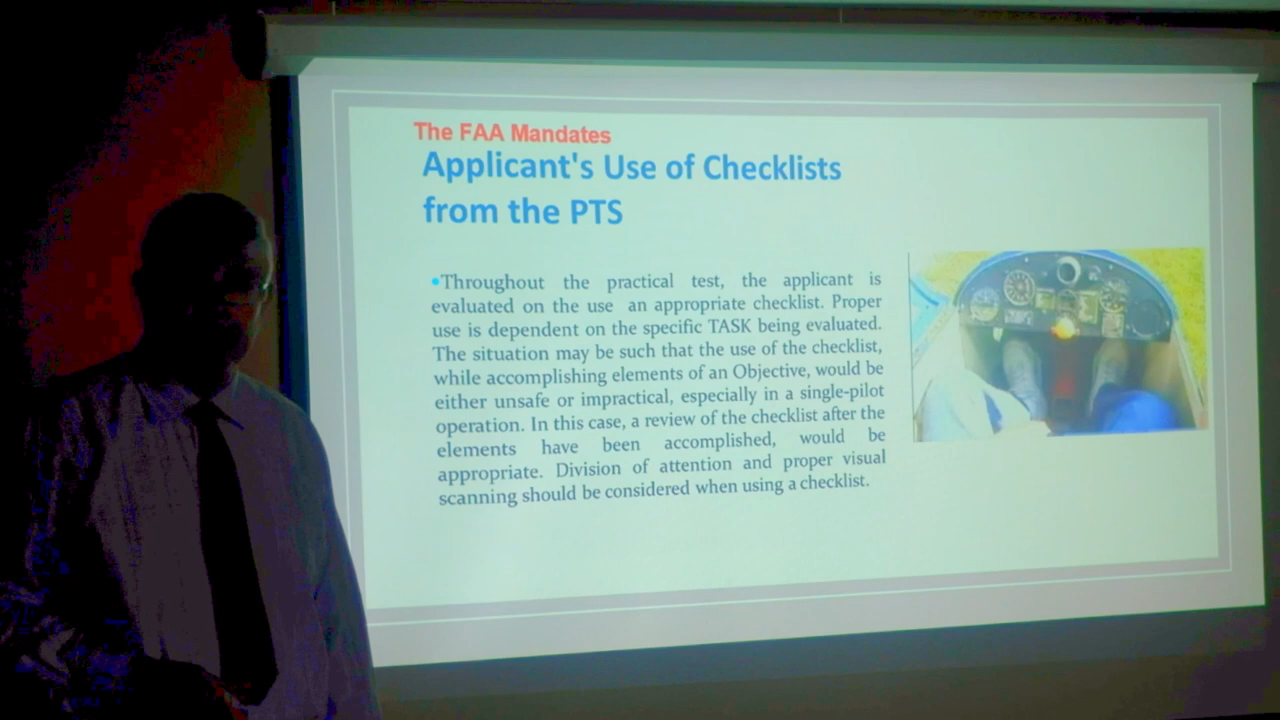 The FAA Mandates
Applicant's Use of Checklists
from the PTS
•Throughout the practical test, the applicant is
evaluated on the use an appropriate checklist. Proper
use is dependent on the specific TASK being evaluated.
The situation may be such that the use of the checklist,
while accomplishing elements of an Objective, would be
either unsafe or impractical, especially in a single-pilot
operation. In this case, a review of the checklist after the
elements have been accomplished, would be
appropriate. Division of attention and proper visual
scanning should be considered when using a checklist.